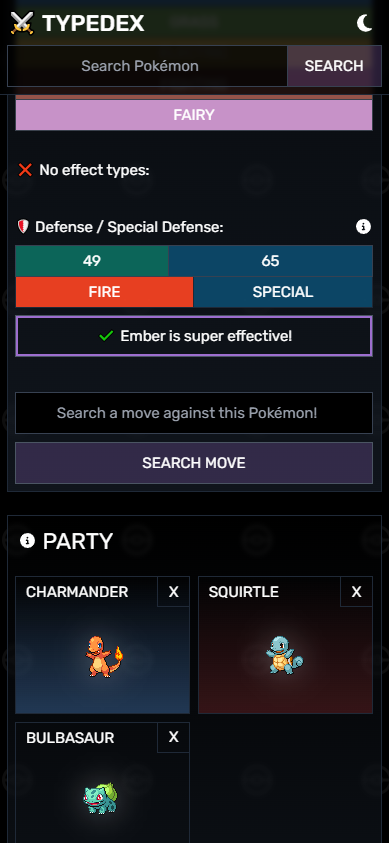 TYPEDEX
Search Pokémon
SEARCH
FAIRY
No effect types:
Defense / Special Defense:
49
65
FIRE
SPECIAL
Ember is super effective!
Search a move against this Pokémon!
SEARCH MOVE
PARTY
CHARMANDER
X
SQUIRTLE
X
BULBASAUR
X